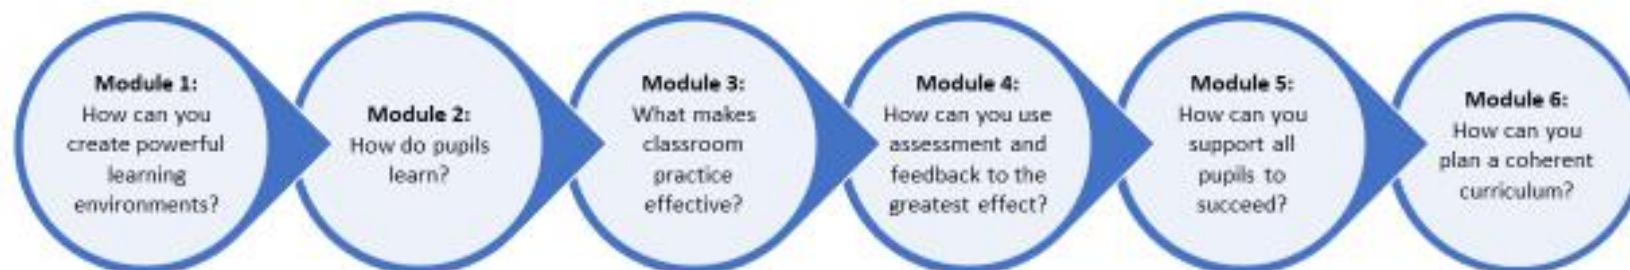 Module 1:
How can you
create powerful
learning
environments?
Module 2:
How do pupils
learn?
Module 3:
What makes
classroom
practice
effective?
Module 4:
How can you use
assessment and
feedback to the
greatest effect?
Module 5:
How can you
support all
pupils to
succeed?
Module 6:
How can you
plan a coherent
curriculum?